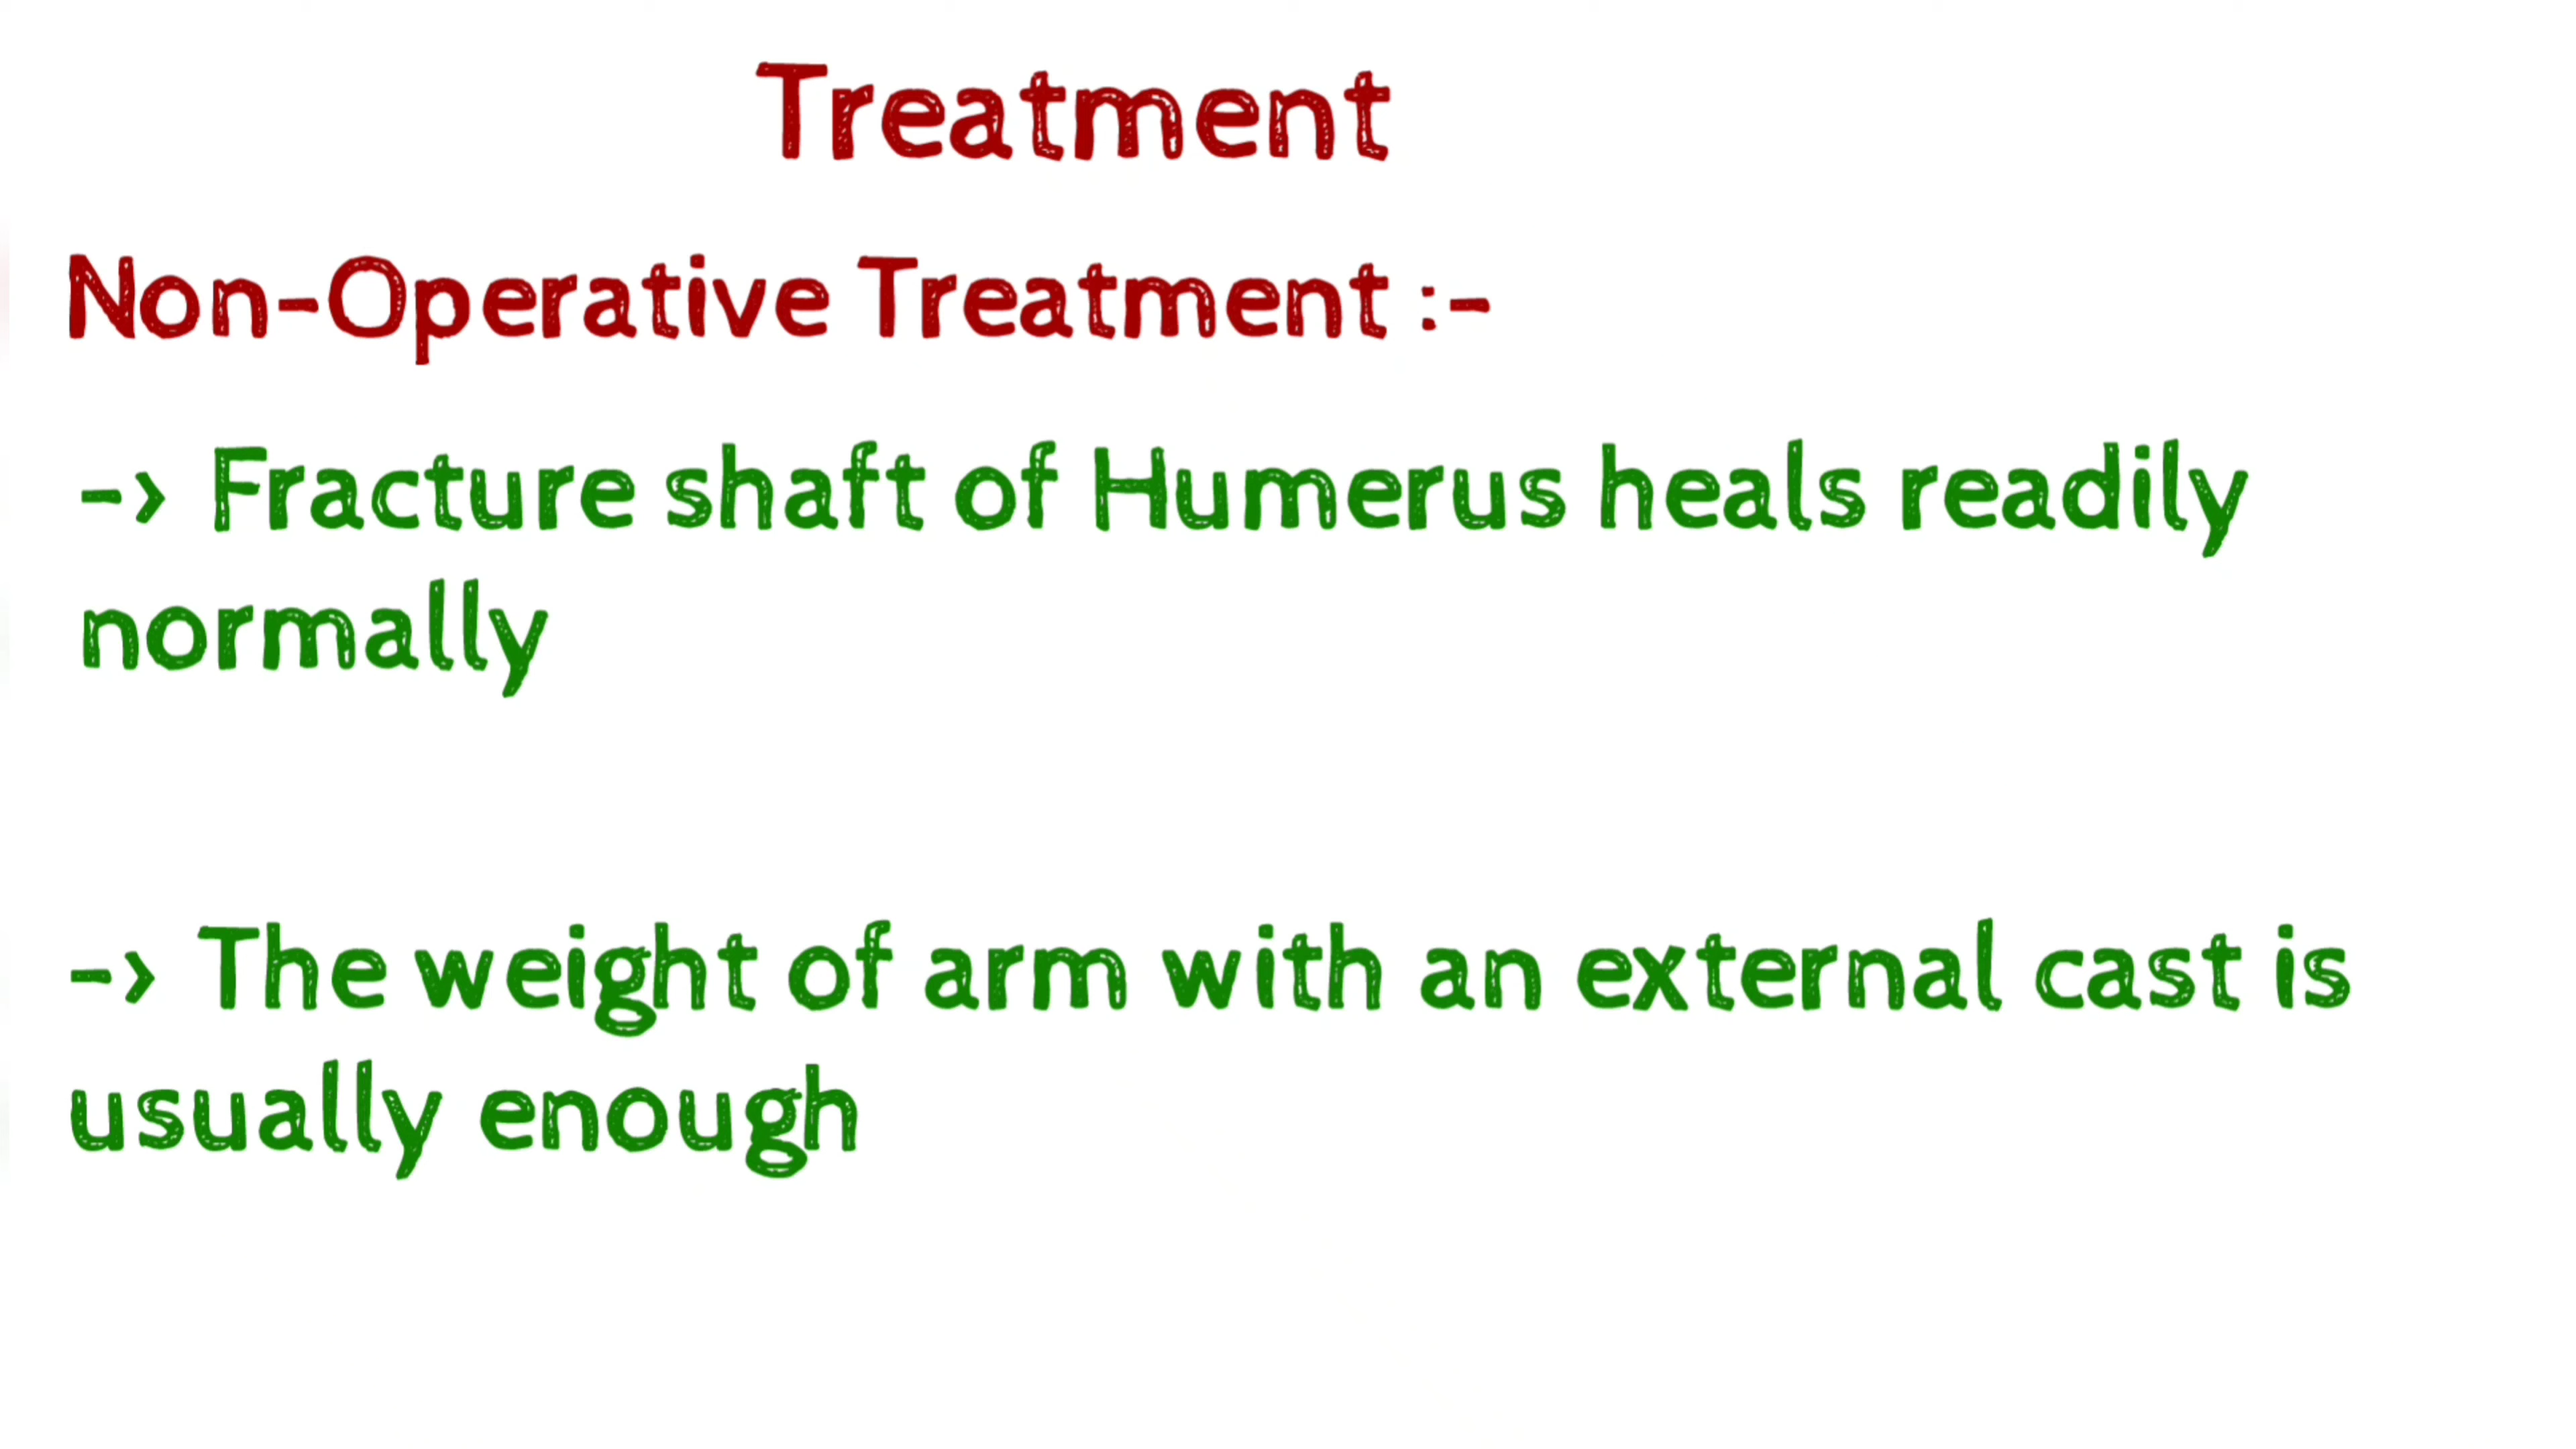 Treatment
Non-Operative Treatment :-
-> Fracture shaft of Humerus heals readily
normally
-> The weight of arm with an external cast is
usually enough